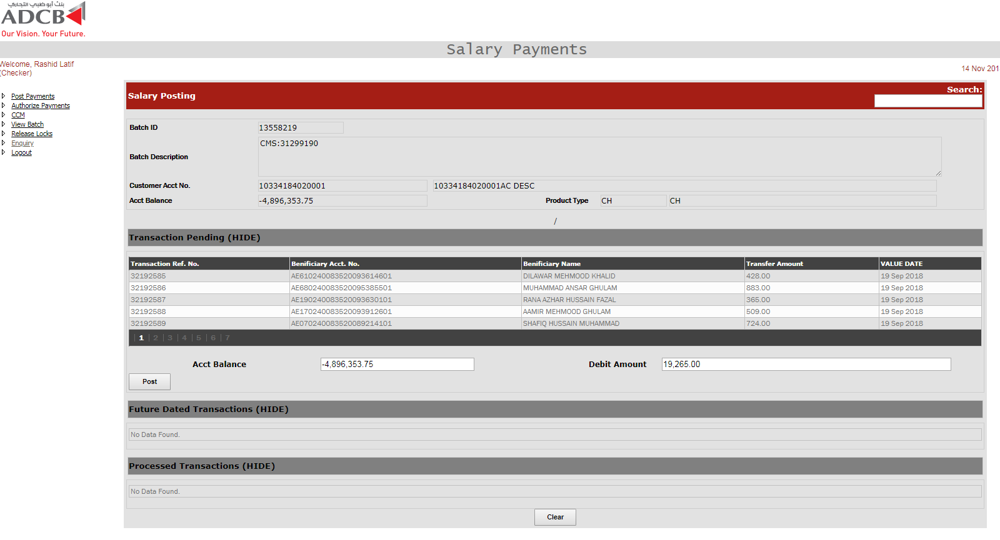 بنك أبوظبي التجاري
ADCB
Our Vision. Your Future.
Salary Payments
Welcome, Rashid Latif
(Checker)
14 Nov 201
Post Payments
Authorize Payments
CCM
View Batch
Release Locks
Enquiry
Logout
Salary Posting
Search:
Batch ID 13558219
Batch Description CMS:31299190
Customer Acct No. 10334184020001 10334184020001AC DESC
Acct Balance -4,896,353.75 Product Type CH CH
/
Transaction Pending (HIDE)
Transaction Ref. No. Benificiary Acct. No. Benificiary Name Transfer Amount VALUE DATE
32192585 AE610240083520093614601 DILAWAR MEHMOOD KHALID 428.00 19 Sep 2018
32192586 AE680240083520095385501 MUHAMMAD ANSAR GHULAM 883.00 19 Sep 2018
32192587 AE190240083520093630101 RANA AZHAR HUSSAIN FAZAL 365.00 19 Sep 2018
32192588 AE170240083520093912601 AAMIR MEHMOOD GHULAM 509.00 19 Sep 2018
32192589 AE070240083520089214101 SHAFIQ HUSSAIN MUHAMMAD 724.00 19 Sep 2018
| 1 | 2 | 3 | 4 | 5 | 6 | 7
Acct Balance -4,896,353.75 Debit Amount 19,265.00
Post
Future Dated Transactions (HIDE)
No Data Found.
Processed Transactions (HIDE)
No Data Found.
Clear